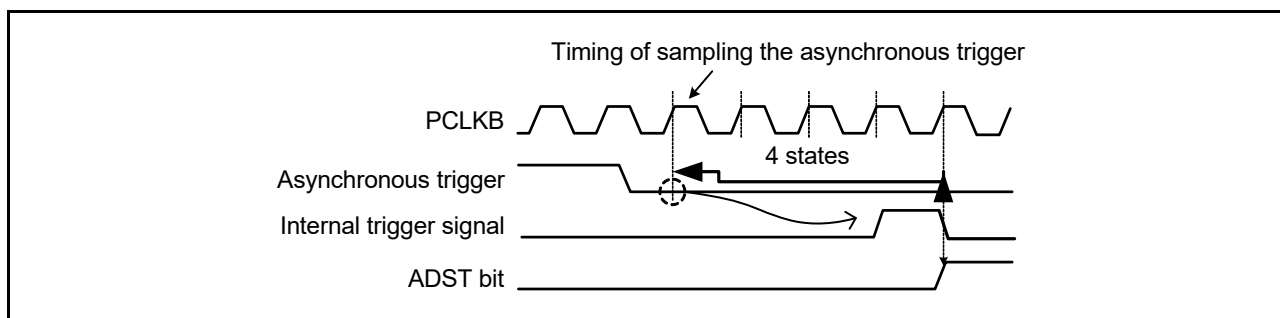 Timing of sampling the asynchronous trigger
PCLKB
4 states
Asynchronous trigger
Internal trigger signal
ADST bit